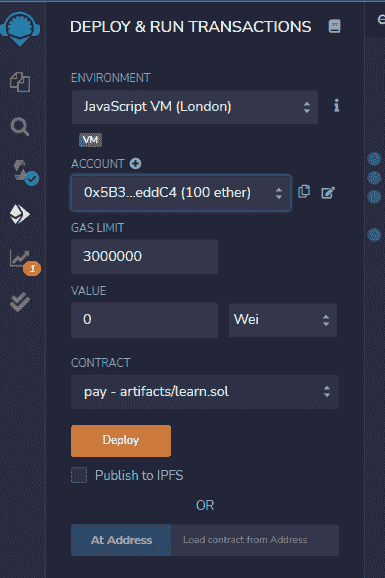 DEPLOY & RUN TRANSACTIONS
ENVIRONMENT
JavaScript VM (London)
VM
ACCOUNT
0x5B3...eddC4 (100 ether)
GAS LIMIT
3000000
1
VALUE
0 Wei
CONTRACT
pay - artifacts/learn.sol
Deploy
Publish to IPFS
OR
At Address Load contract from Address